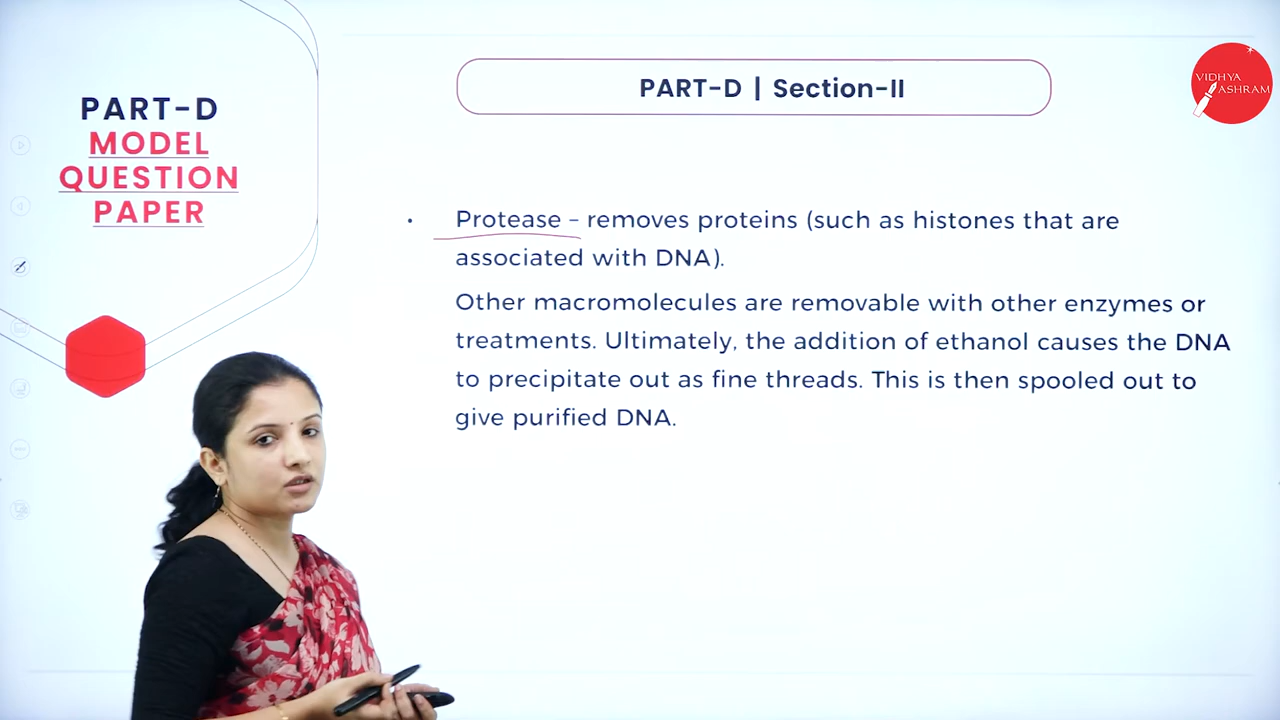 PART-D
MODEL
QUESTION
PAPER
PART-D | Section-II
VIDHYA
ASHRAM
• Protease – removes proteins (such as histones that are
associated with DNA).
Other macromolecules are removable with other enzymes or
treatments. Ultimately, the addition of ethanol causes the DNA
to precipitate out as fine threads. This is then spooled out to
give purified DNA.